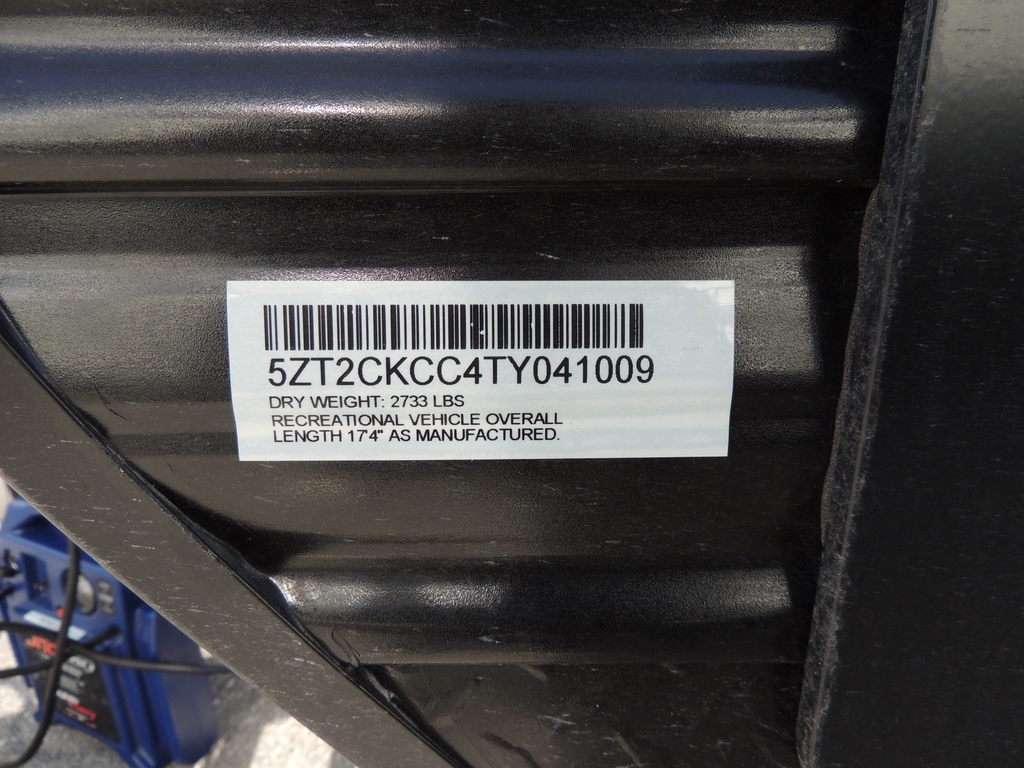 5ZT2CKCC4TY041009
DRY WEIGHT: 2733 LBS
RECREATIONAL VEHICLE OVERALL
LENGTH 17'4" AS MANUFACTURED.